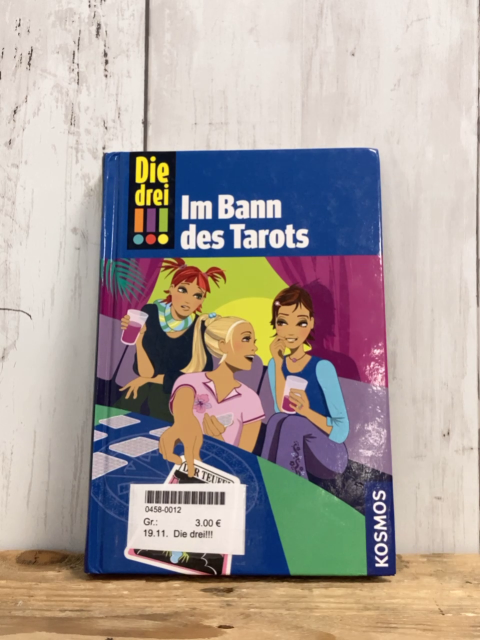 Die
drei
!!!
Im Bann
des Tarots
DER TEUFEL
0458-0012
Gr.: 3.00 €
19.11. Die drei!!!
KOSMOS